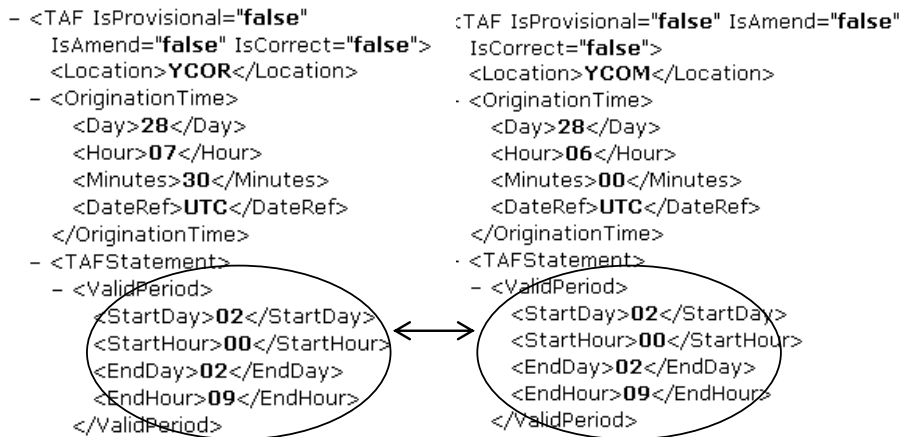 - <TAF IsProvisional="false"
IsAmend="false" IsCorrect="false">
<Location>YCOR</Location>
- <OriginationTime>
<Day>28</Day>
<Hour>07</Hour>
<Minutes>30</Minutes>
<DateRef>UTC</DateRef>
</OriginationTime>
- <TAFStatement>
- <ValidPeriod>
<StartDay>02</StartDay>
<StartHour>00</StartHour>
<EndDay>02</EndDay>
<EndHour>09</EndHour>
</ValidPeriod>
<TAF IsProvisional="false" IsAmend="false"
IsCorrect="false">
<Location>YCOM</Location>
- <OriginationTime>
<Day>28</Day>
<Hour>06</Hour>
<Minutes>00</Minutes>
<DateRef>UTC</DateRef>
</OriginationTime>
- <TAFStatement>
- <ValidPeriod>
<StartDay>02</StartDay>
<StartHour>00</StartHour>
<EndDay>02</EndDay>
<EndHour>09</EndHour>
</ValidPeriod>